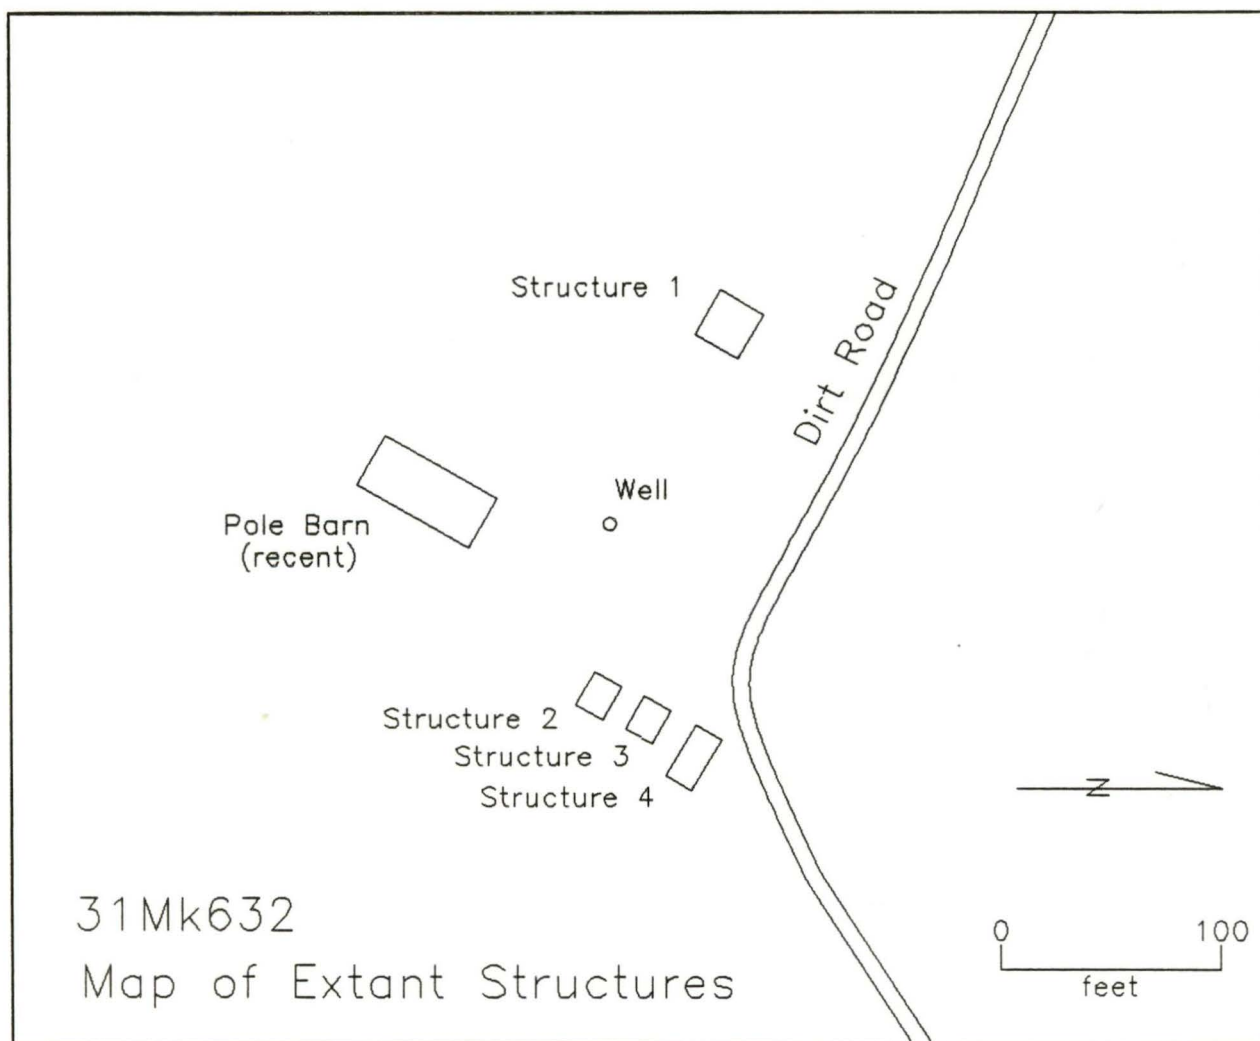 Structure 1
Dirt Road
Well
Pole Barn
(recent)
Structure 2
Structure 3
Structure 4
N
31Mk632
Map of Extant Structures
0 100
feet